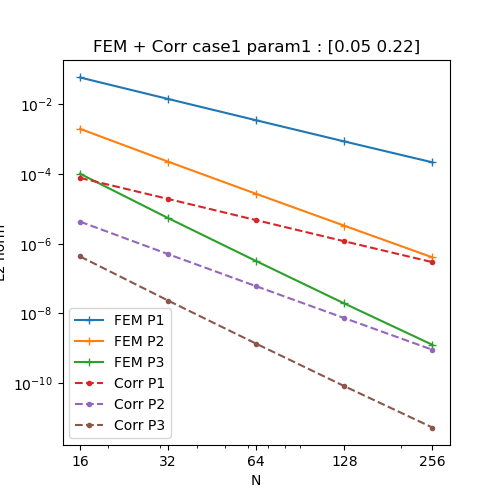 FEM + Corr case1 param1 : [0.05 0.22]
10⁻²
10⁻⁴
10⁻⁶
10⁻⁸
10⁻¹⁰
norm
FEM P1
FEM P2
FEM P3
Corr P1
Corr P2
Corr P3
16
32
64
128
256
N